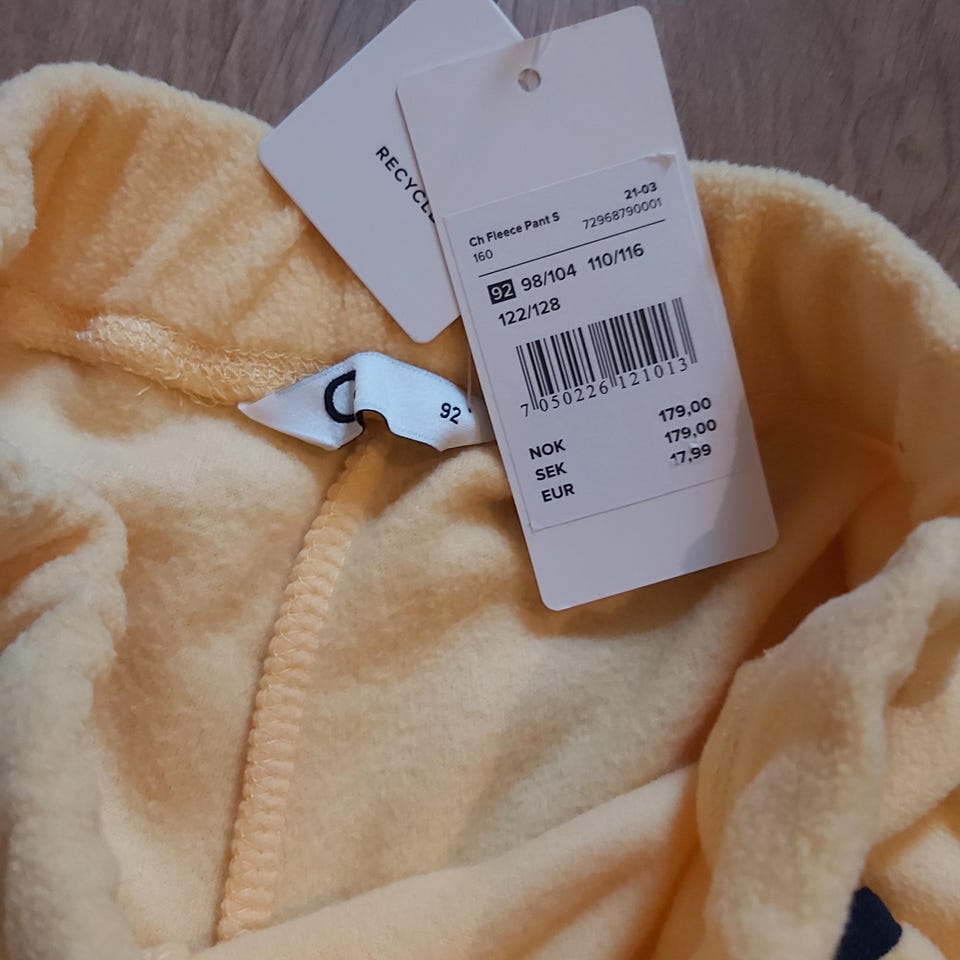 RECYCLE
21-03
Ch Fleece Pant S
72968790001
160
92 98/104 110/116
122/128
7 050226 121013
NOK 179,00
SEK 179,00
EUR 17,99
92